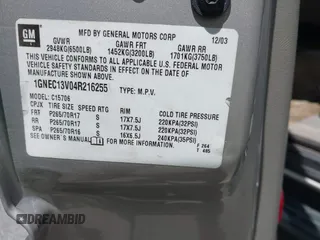 GM
MFD BY GENERAL MOTORS CORP
12/03
GVWR GAWR FRT GAWR RR
2948KG(6500LB) 1452KG(3200LB) 1701KG(3750LB)
THIS VEHICLE CONFORMS TO ALL APPLICABLE U.S. FEDERAL MOTOR
VEHICLE SAFETY STANDARDS IN EFFECT ON THE DATE OF
MANUFACTURE SHOWN ABOVE.
1GNEC13V04R216255 TYPE: M.P.V.
CPJX C15706
TIRE SIZE SPEED RTG RIM COLD TIRE PRESSURE
FRT P265/70R17 S 17X7.5J 220KPA(32PSI)
RR P265/70R17 S 17X7.5J 220KPA(32PSI)
SPA P265/70R16 S 16X6.5J 240KPA(35PSI)
SEE OWNER'S MANUAL FOR MORE INFORMATION.
DREAMBID